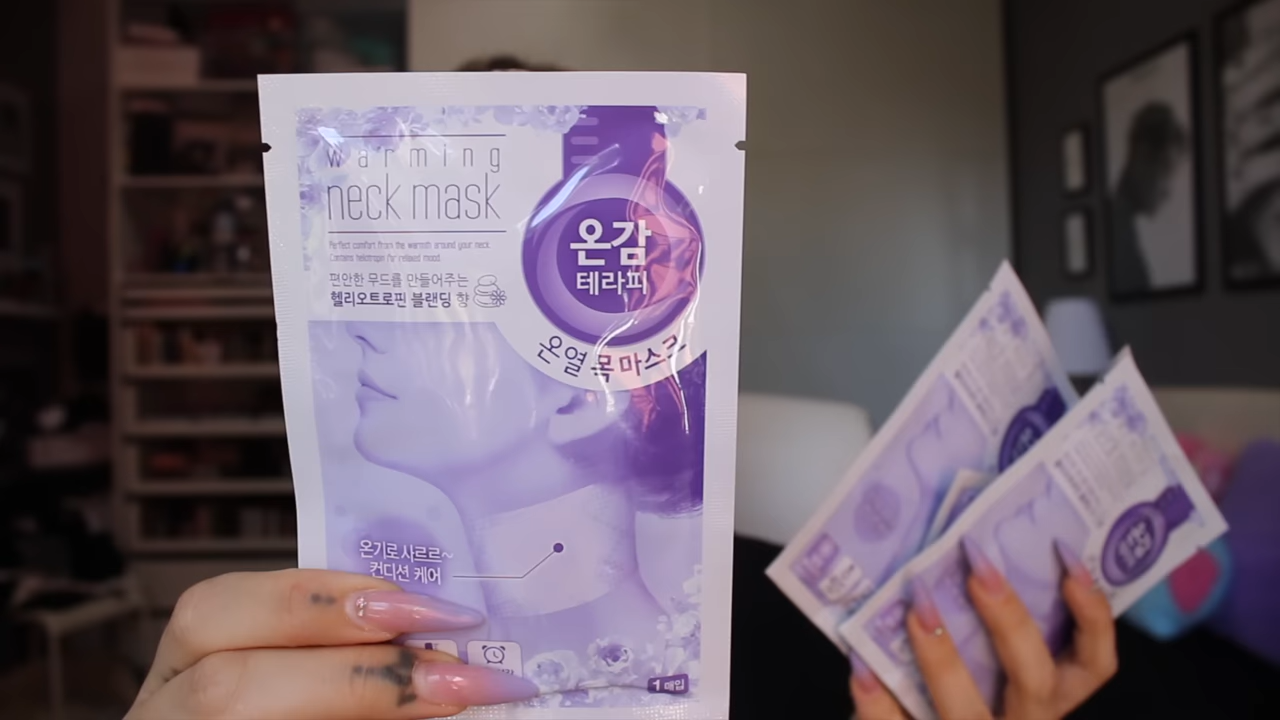 warming
neck mask
Perfect comfort from the warmth around your neck.
Contains heliotropin for relaxed mood.
편안한 무드를 만들어주는
헬리오트로핀 블랜딩 향
온감
테라피
온열 목 마스크
온기로 사르르~
컨디션 케어
1 매입